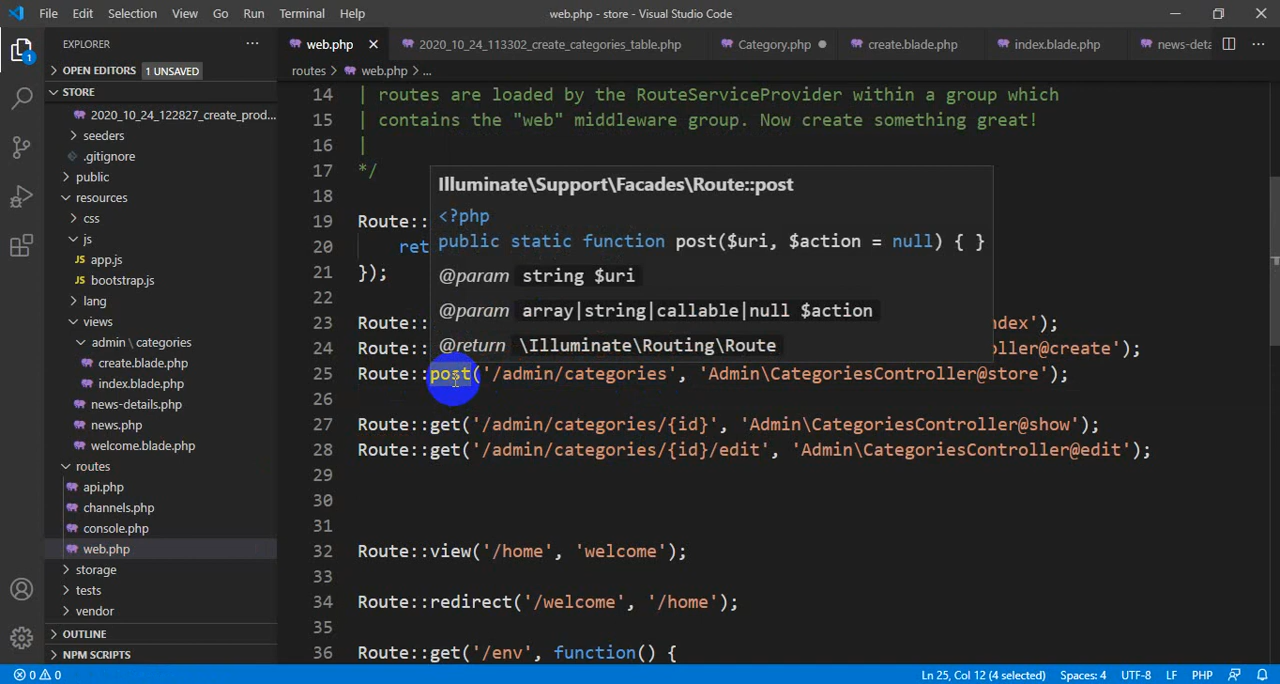 File Edit Selection View Go Run Terminal Help
web.php - store - Visual Studio Code
EXPLORER
web.php
2020_10_24_113302_create_categories_table.php
Category.php
create.blade.php
index.blade.php
news-deta
OPEN EDITORS 1 UNSAVED
routes > web.php > ...
STORE
2020_10_24_122827_create_prod...
seeders
.gitignore
public
resources
css
js
app.js
bootstrap.js
lang
views
admin \ categories
create.blade.php
index.blade.php
news-details.php
news.php
welcome.blade.php
routes
api.php
channels.php
console.php
web.php
storage
tests
vendor
OUTLINE
NPM SCRIPTS
14 | routes are loaded by the RouteServiceProvider within a group which
15 | contains the "web" middleware group. Now create something great!
16 |
17 */
18
19 Route::
20 ret
21 });
22
23 Route:: ndex');
24 Route:: ller@create');
25 Route::post('/admin/categories', 'Admin\CategoriesController@store');
26
27 Route::get('/admin/categories/{id}', 'Admin\CategoriesController@show');
28 Route::get('/admin/categories/{id}/edit', 'Admin\CategoriesController@edit');
29
30
31
32 Route::view('/home', 'welcome');
33
34 Route::redirect('/welcome', '/home');
35
36 Route::get('/env', function() {
Illuminate\Support\Facades\Route::post
<?php
public static function post($uri, $action = null) { }
@param string $uri
@param array|string|callable|null $action
@return \Illuminate\Routing\Route
1
0 0
Ln 25, Col 12 (4 selected) Spaces: 4 UTF-8 LF PHP